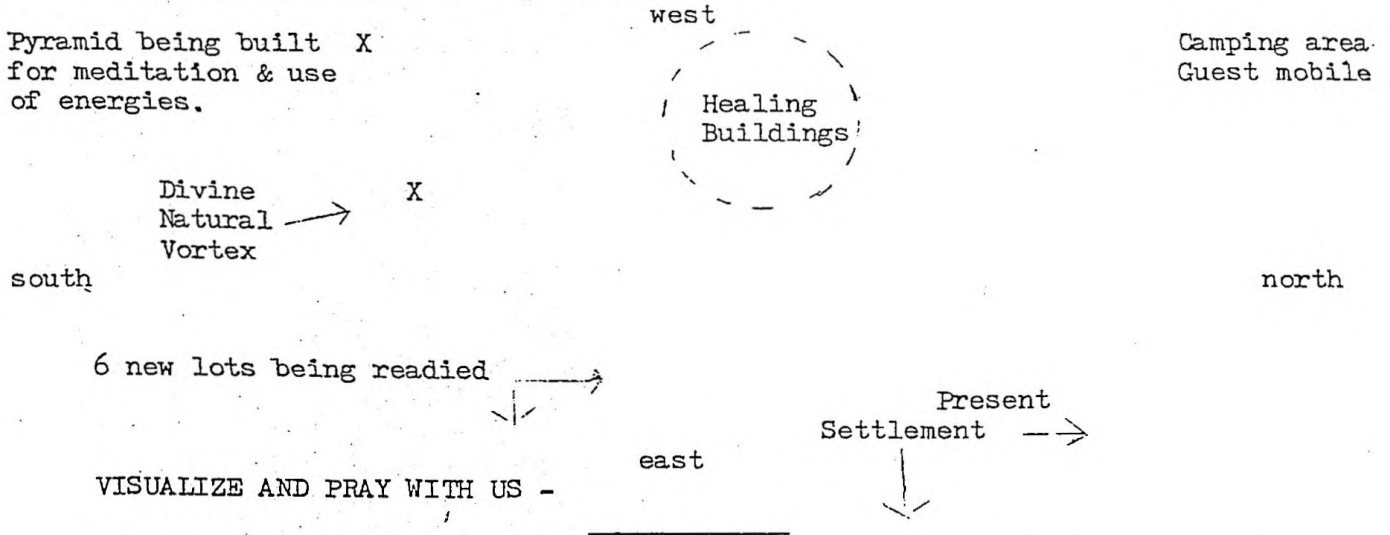 west
Pyramid being built X
for meditation & use
of energies.
Camping area
Guest mobile
Healing
Buildings
Divine
Natural
Vortex
X
south
north
6 new lots being readied
Present
Settlement
east
VISUALIZE AND PRAY WITH US -